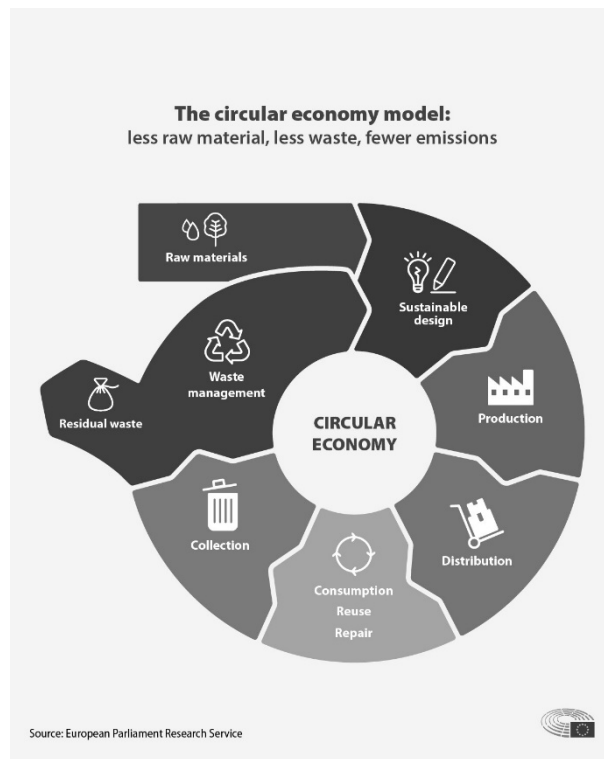 The circular economy model:
less raw material, less waste, fewer emissions
Raw materials
Sustainable
design
Production
Distribution
Consumption
Reuse
Repair
Collection
Waste
management
Residual waste
CIRCULAR
ECONOMY
Source: European Parliament Research Service